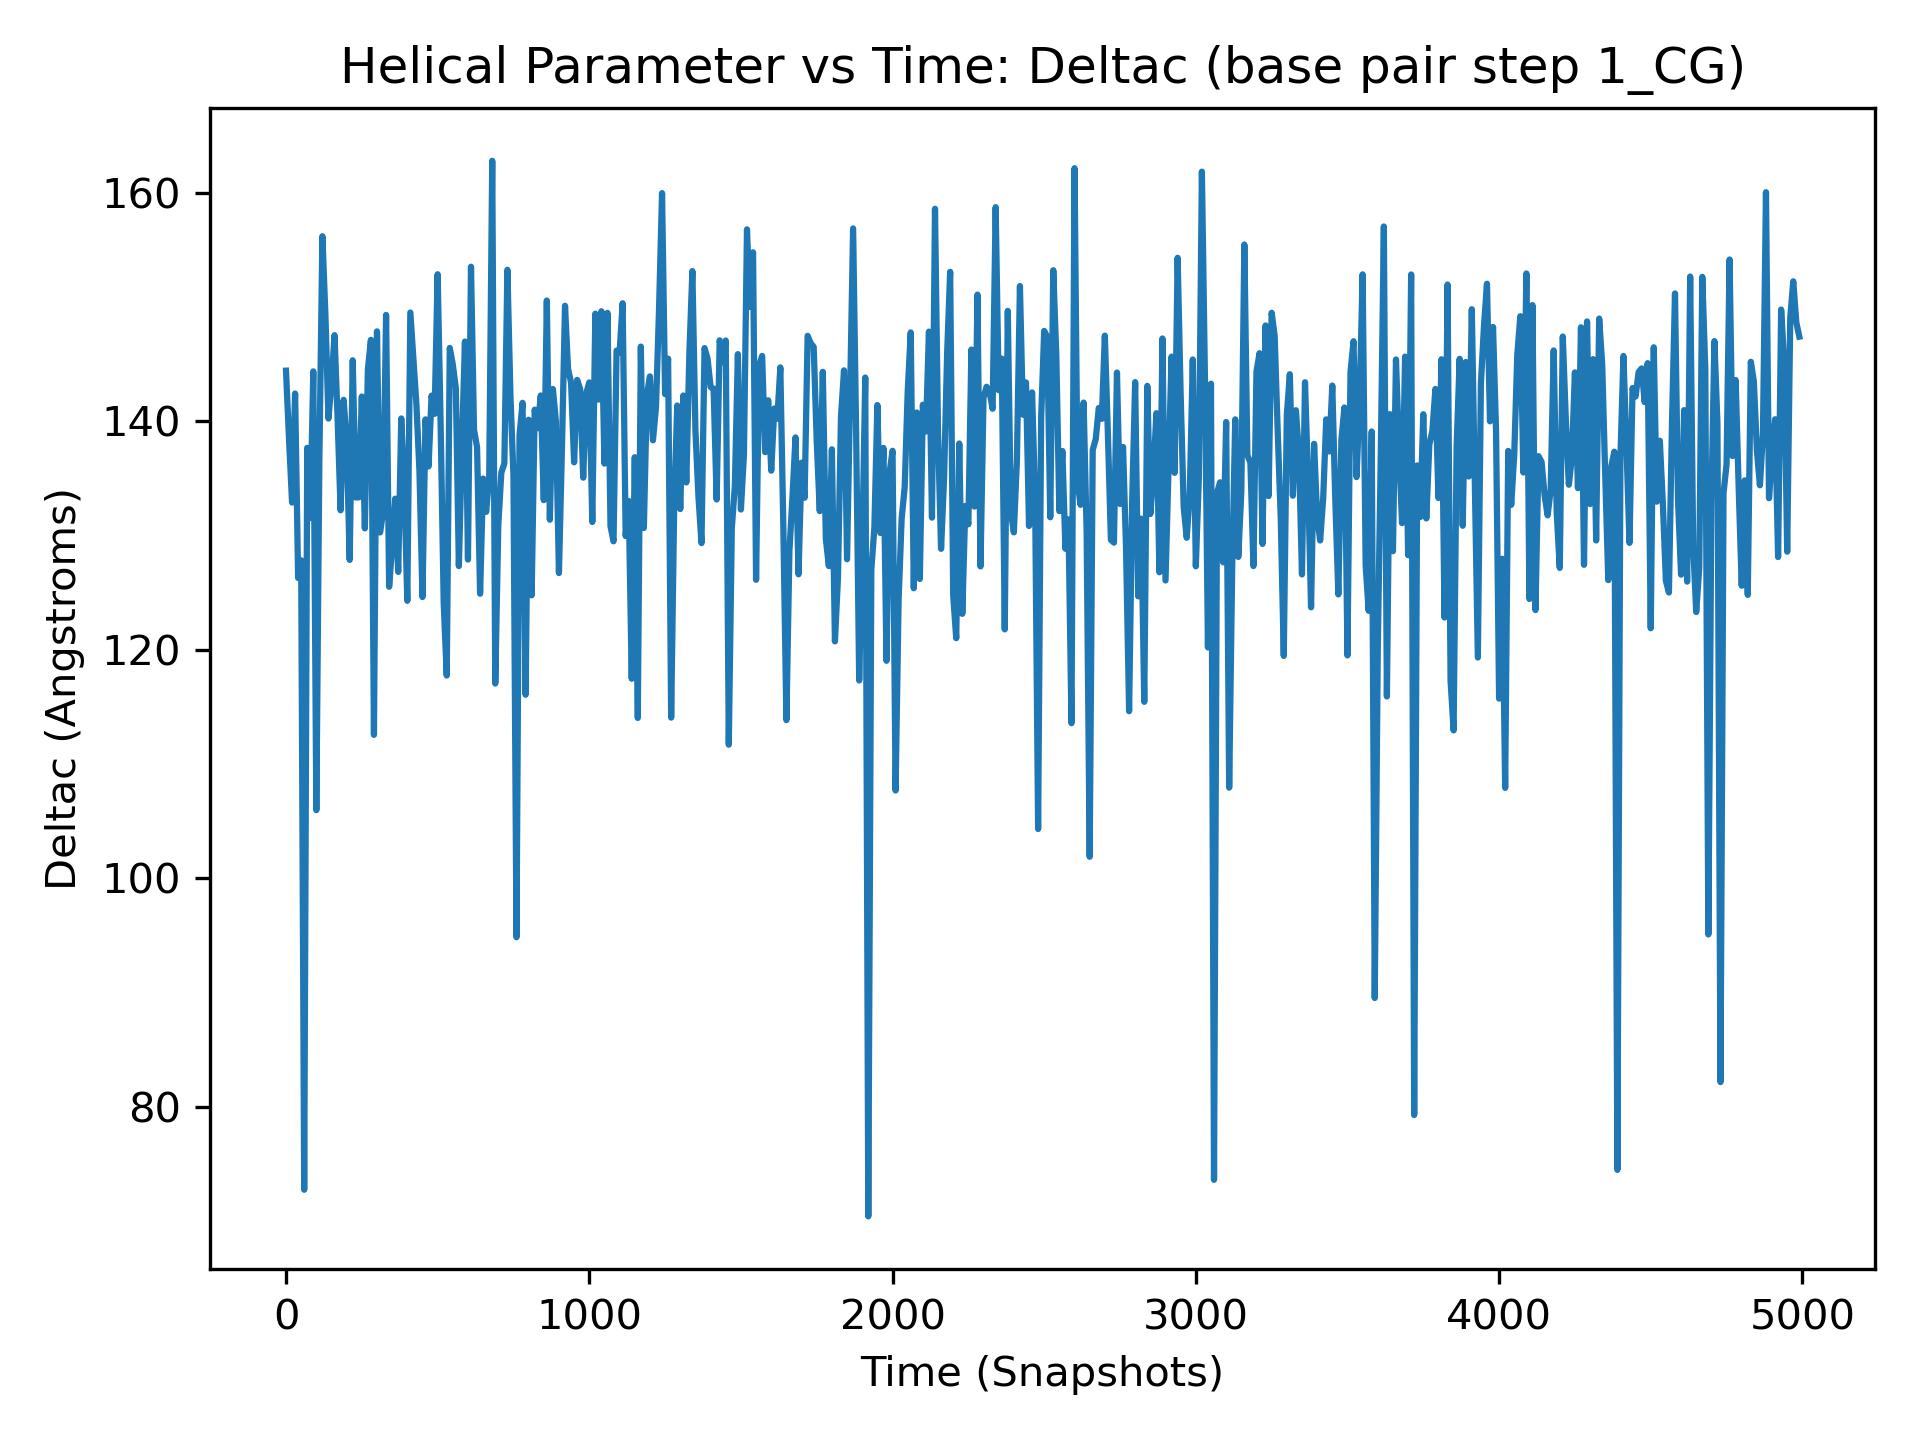 Helical Parameter vs Time: Deltac (base pair step 1_CG)
160
140
120
100
80
Deltac (Angstroms)
0 1000 2000 3000 4000 5000
Time (Snapshots)